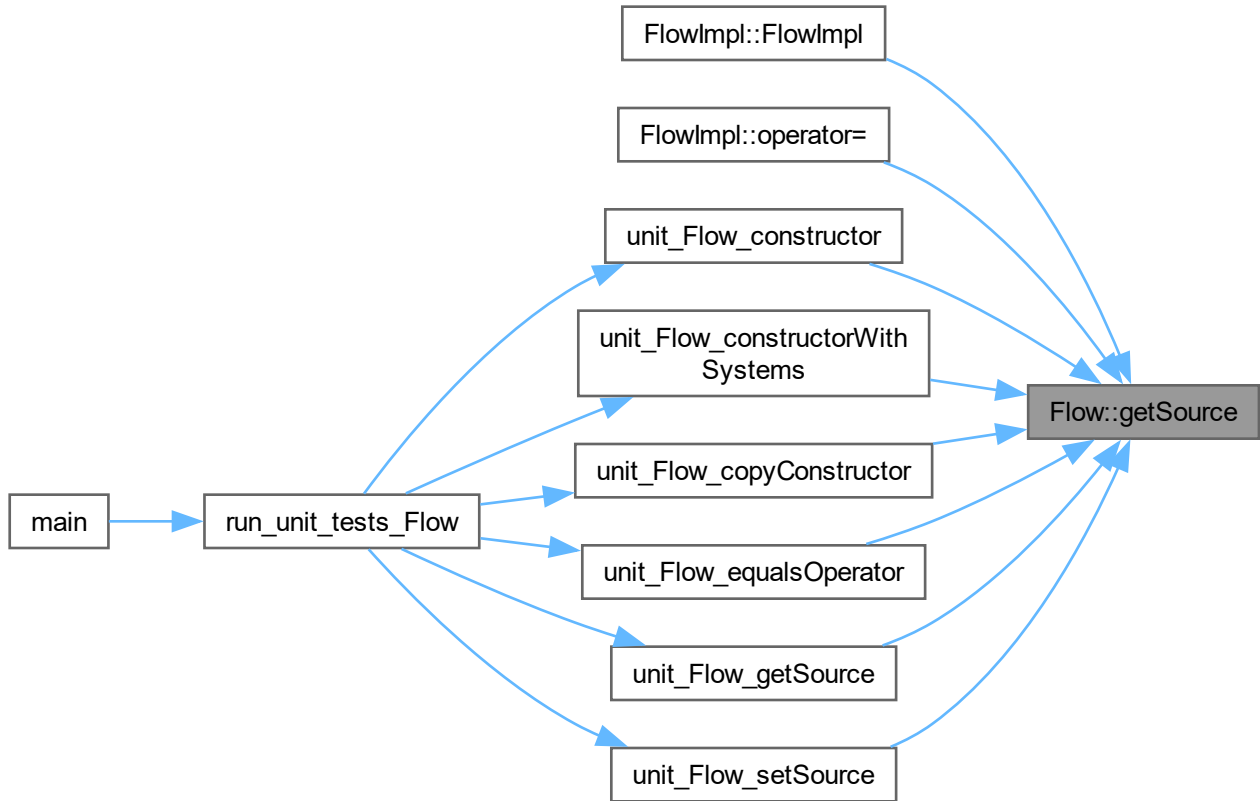 FlowImpl::FlowImpl
FlowImpl::operator=
unit_Flow_constructor
unit_Flow_constructorWith
Systems
Flow::getSource
unit_Flow_copyConstructor
main
run_unit_tests_Flow
unit_Flow_equalsOperator
unit_Flow_getSource
unit_Flow_setSource